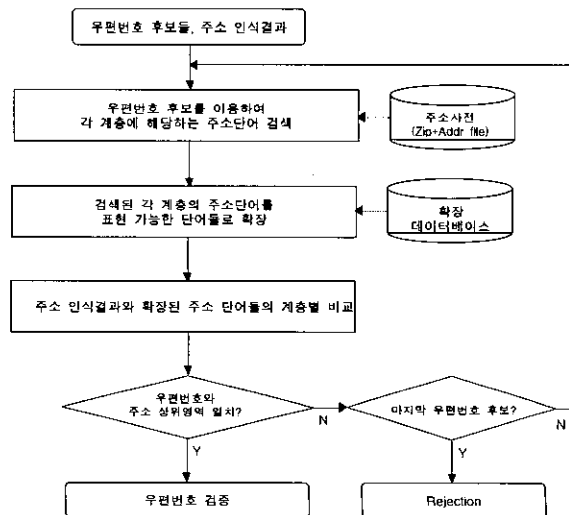 우편번호 후보들, 주소 인식결과
우편번호 후보를 이용하여
각 계층에 해당하는 주소단어 검색
주소사전
(Zip+Addr file)
검색된 각 계층의 주소단어를
표현 가능한 단어들로 확장
확장
데이터베이스
주소 인식결과와 확장된 주소 단어들의 계층별 비교
우편번호와
주소 상위영역 일치?
N
마지막 우편번호 후보?
N
Y
Y
우편번호 검증
Rejection